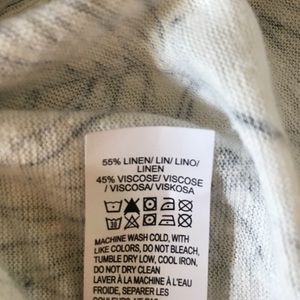 55% LINEN/ LIN/ LINO/
LINEN
45% VISCOSE/ VISCOSE/
/ VISCOSA/ VISKOSA
MACHINE WASH COLD, WITH
LIKE COLORS, DO NOT BLEACH,
TUMBLE DRY LOW, COOL IRON,
DO NOT DRY CLEAN
LAVER À LA MACHINE À L'EAU
FROIDE, SEPARER LES